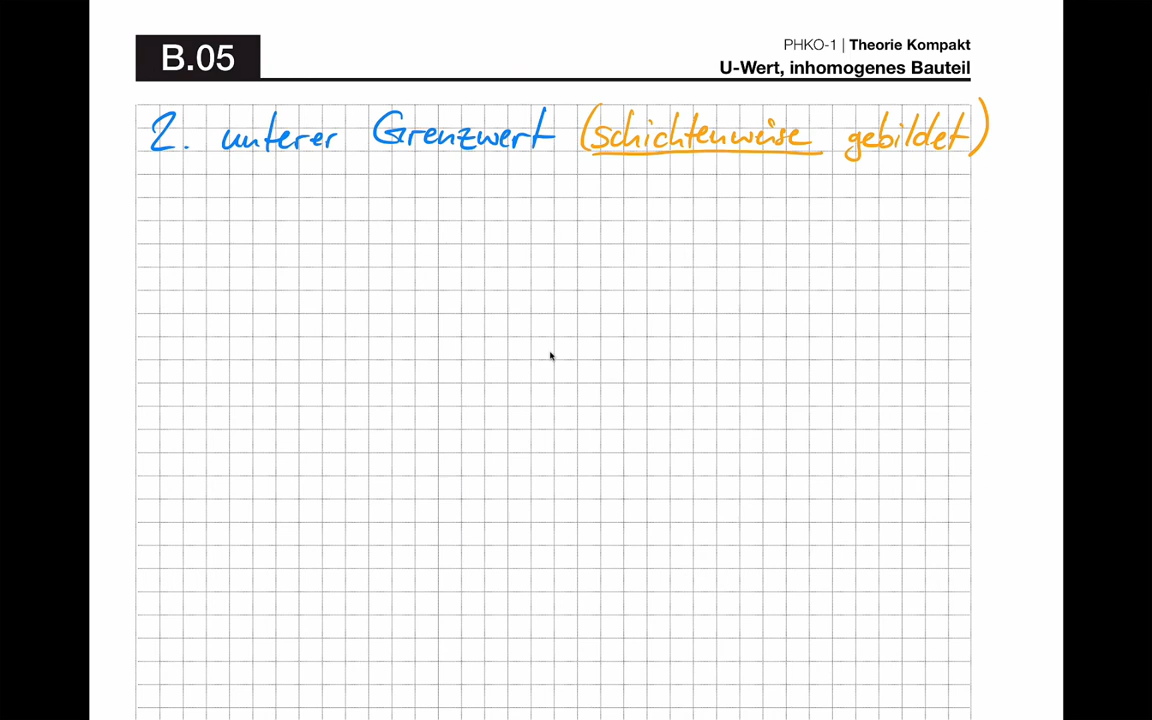 B.05
PHKO-1 | Theorie Kompakt
U-Wert, inhomogenes Bauteil
2. unterer Grenzwert (schichtenweise gebildet)